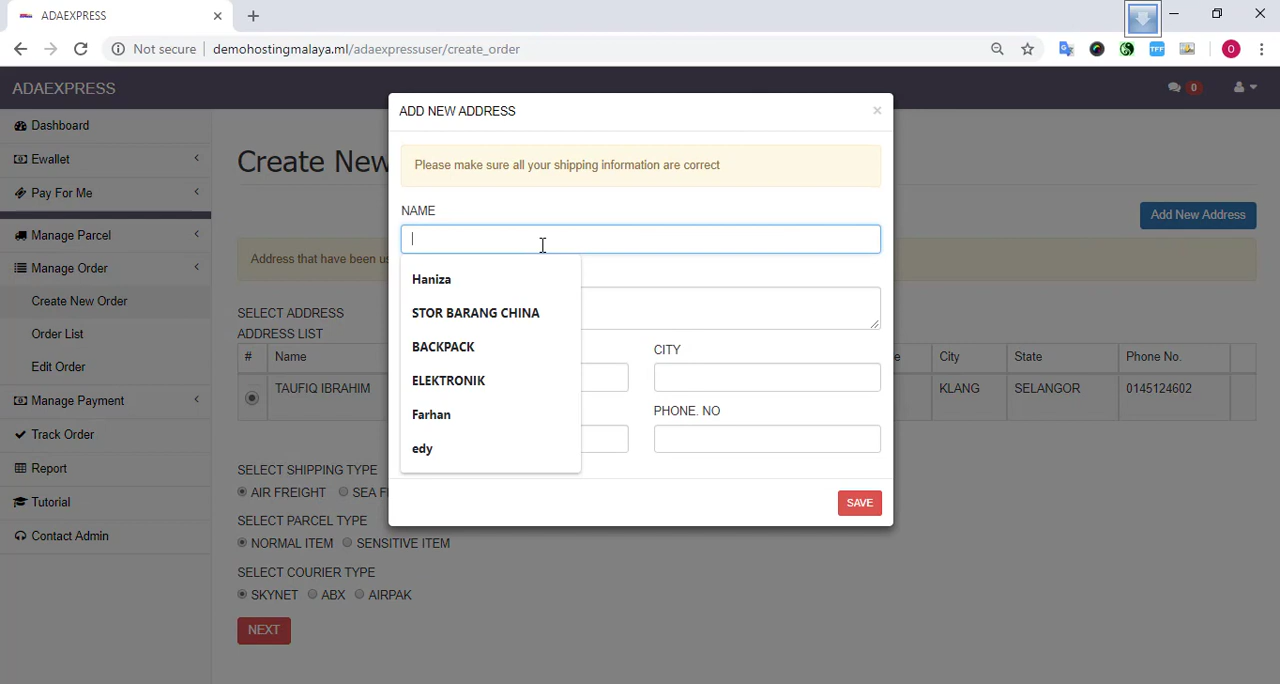 ADAEXPRESS
Not secure
demohostingmalaya.ml/adaexpressuser/create_order
TFF
O
ADAEXPRESS
0
Dashboard
Ewallet
Pay For Me
Manage Parcel
Manage Order
Create New Order
Order List
Edit Order
Manage Payment
Track Order
Report
Tutorial
Contact Admin
Create New
Add New Address
Address that have been us
SELECT ADDRESS
ADDRESS LIST
# Name City State Phone No.
TAUFIQ IBRAHIM KLANG SELANGOR 0145124602
SELECT SHIPPING TYPE
AIR FREIGHT SEA F
SELECT PARCEL TYPE
NORMAL ITEM SENSITIVE ITEM
SELECT COURIER TYPE
SKYNET ABX AIRPAK
NEXT
ADD NEW ADDRESS
×
Please make sure all your shipping information are correct
NAME
Haniza
STOR BARANG CHINA
BACKPACK
ELEKTRONIK
Farhan
edy
CITY
PHONE. NO
SAVE